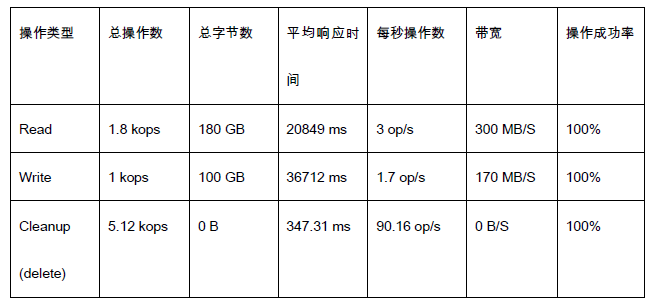 操作类型 总操作数 总字节数 平均响应时 每秒操作数 带宽 操作成功率
间
Read 1.8 kops 180 GB 20849 ms 3 op/s 300 MB/S 100%
Write 1 kops 100 GB 36712 ms 1.7 op/s 170 MB/S 100%
Cleanup 5.12 kops 0 B 347.31 ms 90.16 op/s 0 B/S 100%
(delete)